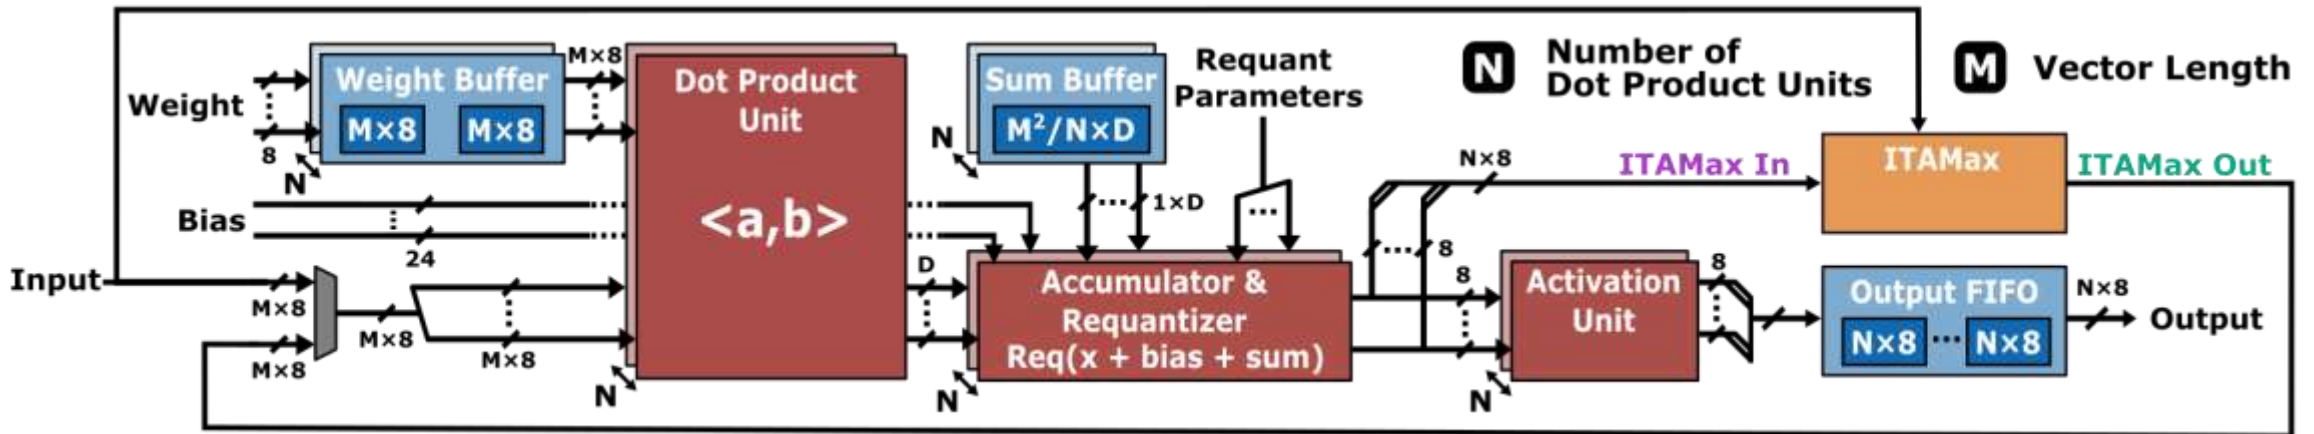 Weight
8
N
Weight Buffer
M×8 M×8
M×8
Bias
24
Input
M×8
M×8
M×8
M×8
Dot Product
Unit
<a,b>
N
D
Sum Buffer
M²/N×D
N
1×D
Requant
Parameters
...
Accumulator &
Requantizer
Req(x + bias + sum)
N
8
N×8
8
Activation
Unit
N
8
N Number of
Dot Product Units
M Vector Length
ITAMax In
ITAMax
ITAMax Out
Output FIFO
N×8 ... N×8
N×8
Output